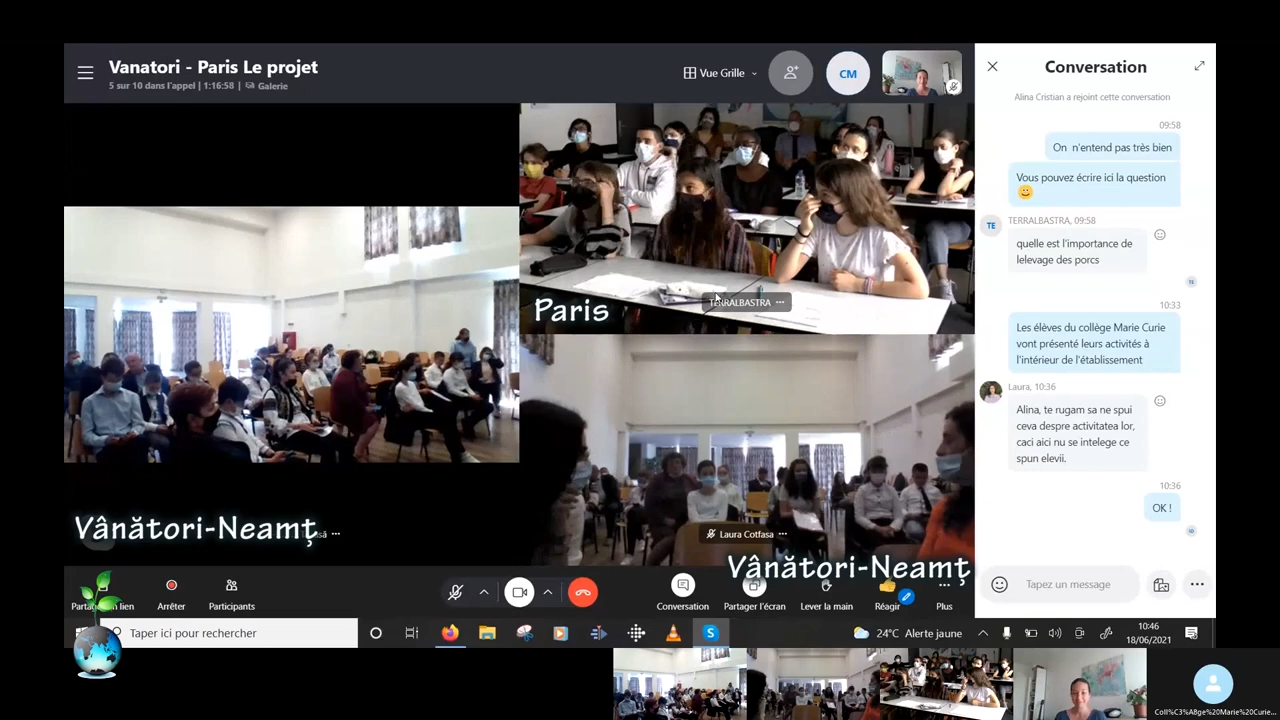 Vanatori - Paris Le projet
5 sur 10 dans l'appel | 1:16:58 | Galerie
Vue Grille
CM
Conversation
Alina Cristian a rejoint cette conversation
09:58
On n'entend pas très bien
Vous pouvez écrire ici la question
TE
TERRALBASTRA, 09:58
quelle est l'importance de
lelevage des porcs
TE
10:33
Les élèves du collège Marie Curie
vont présenté leurs activités à
l'intérieur de l'établissement
Laura, 10:36
Alina, te rugam sa ne spui
ceva despre activitatea lor,
caci aici nu se intelege ce
spun elevii.
10:36
OK !
Tapez un message
TERRALBASTRA
Paris
Vânători-Neamț
Laura Cotfasa
Vânători-Neamț
Arrêter
Participants
Conversation
Partager l'écran
Lever la main
Réagir
Plus
Taper ici pour rechercher
24°C Alerte jaune
10:46
18/06/2021
Coll%C3%A8ge%20Marie%20Curie...